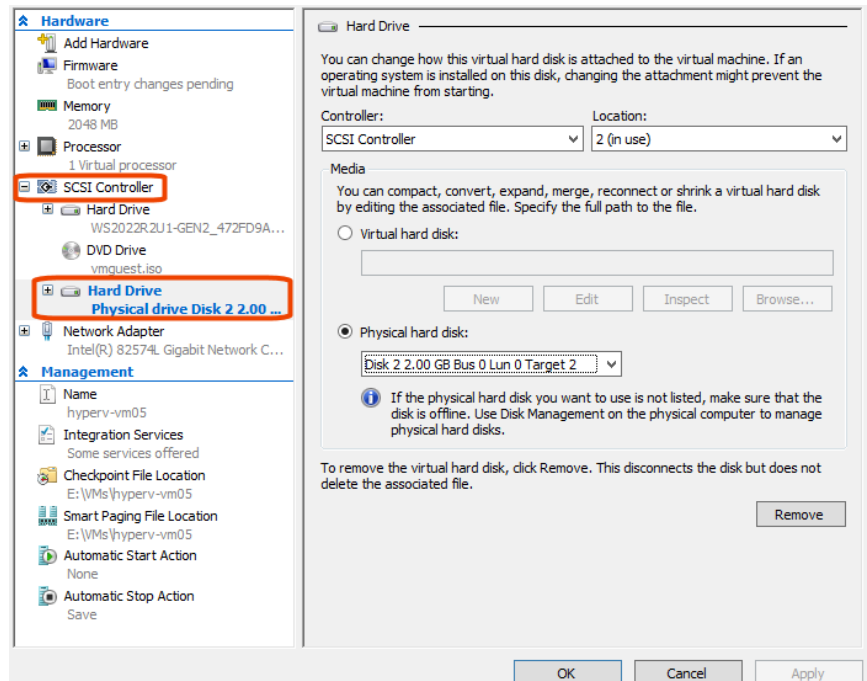 Hardware
Add Hardware
Firmware
Boot entry changes pending
Memory
2048 MB
Processor
1 Virtual processor
SCSI Controller
Hard Drive
WS2022R2U1-GEN2_472FD9A...
DVD Drive
vmguest.iso
Hard Drive
Physical drive Disk 2 2.00 ...
Network Adapter
Intel(R) 82574L Gigabit Network C...
Management
Name
hyperv-vm05
Integration Services
Some services offered
Checkpoint File Location
E:\VMs\hyperv-vm05
Smart Paging File Location
E:\VMs\hyperv-vm05
Automatic Start Action
None
Automatic Stop Action
Save
Hard Drive
You can change how this virtual hard disk is attached to the virtual machine. If an
operating system is installed on this disk, changing the attachment might prevent the
virtual machine from starting.
Controller: Location:
SCSI Controller 2 (in use)
Media
You can compact, convert, expand, merge, reconnect or shrink a virtual hard disk
by editing the associated file. Specify the full path to the file.
Virtual hard disk:
New Edit Inspect Browse...
Physical hard disk:
Disk 2 2.00 GB Bus 0 Lun 0 Target 2
If the physical hard disk you want to use is not listed, make sure that the
disk is offline. Use Disk Management on the physical computer to manage
physical hard disks.
To remove the virtual hard disk, click Remove. This disconnects the disk but does not
delete the associated file.
Remove
OK Cancel Apply